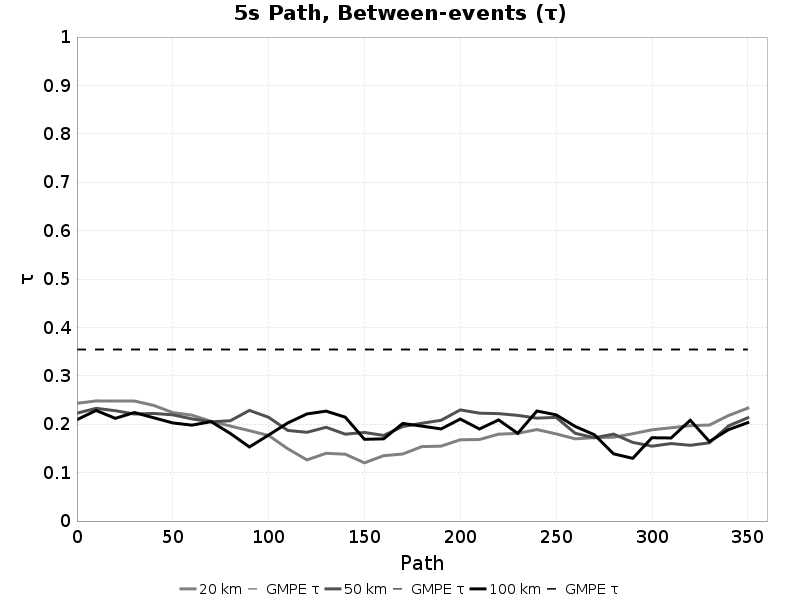 5s Path, Between-events (τ)
1
0.9
0.8
0.7
0.6
0.5
0.4
0.3
0.2
0.1
0
τ
0 50 100 150 200 250 300 350
Path
20 km GMPE τ 50 km GMPE τ 100 km GMPE τ